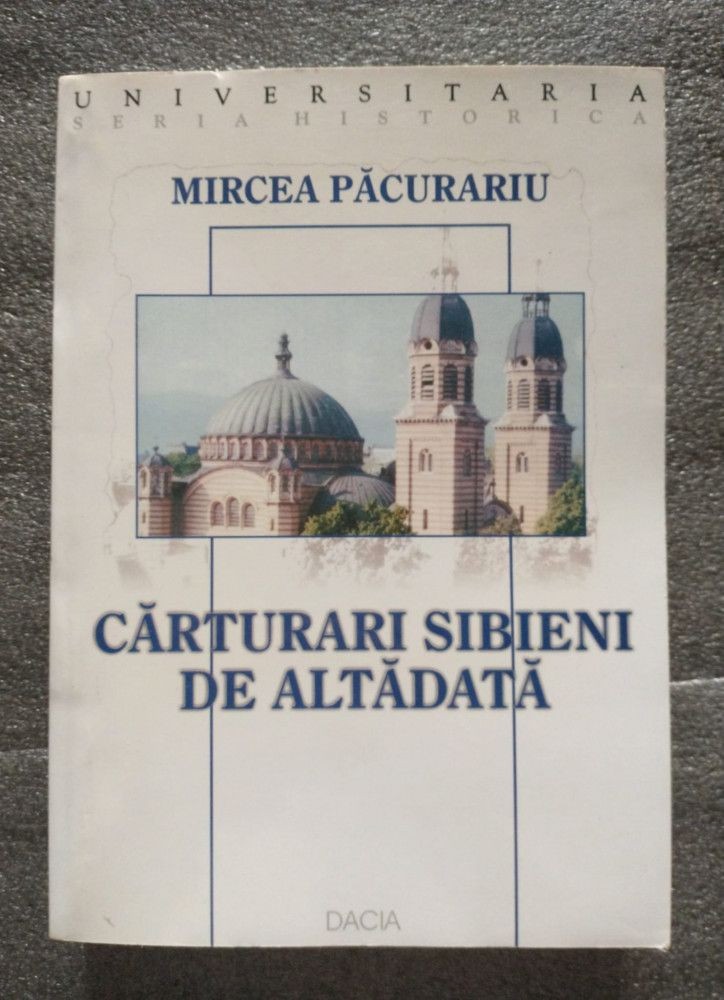 UNIVERSITARIA
SERIA HISTORICA
MIRCEA PĂCURARIU
CĂRTURARI SIBIENI
DE ALTĂDATĂ
DACIA